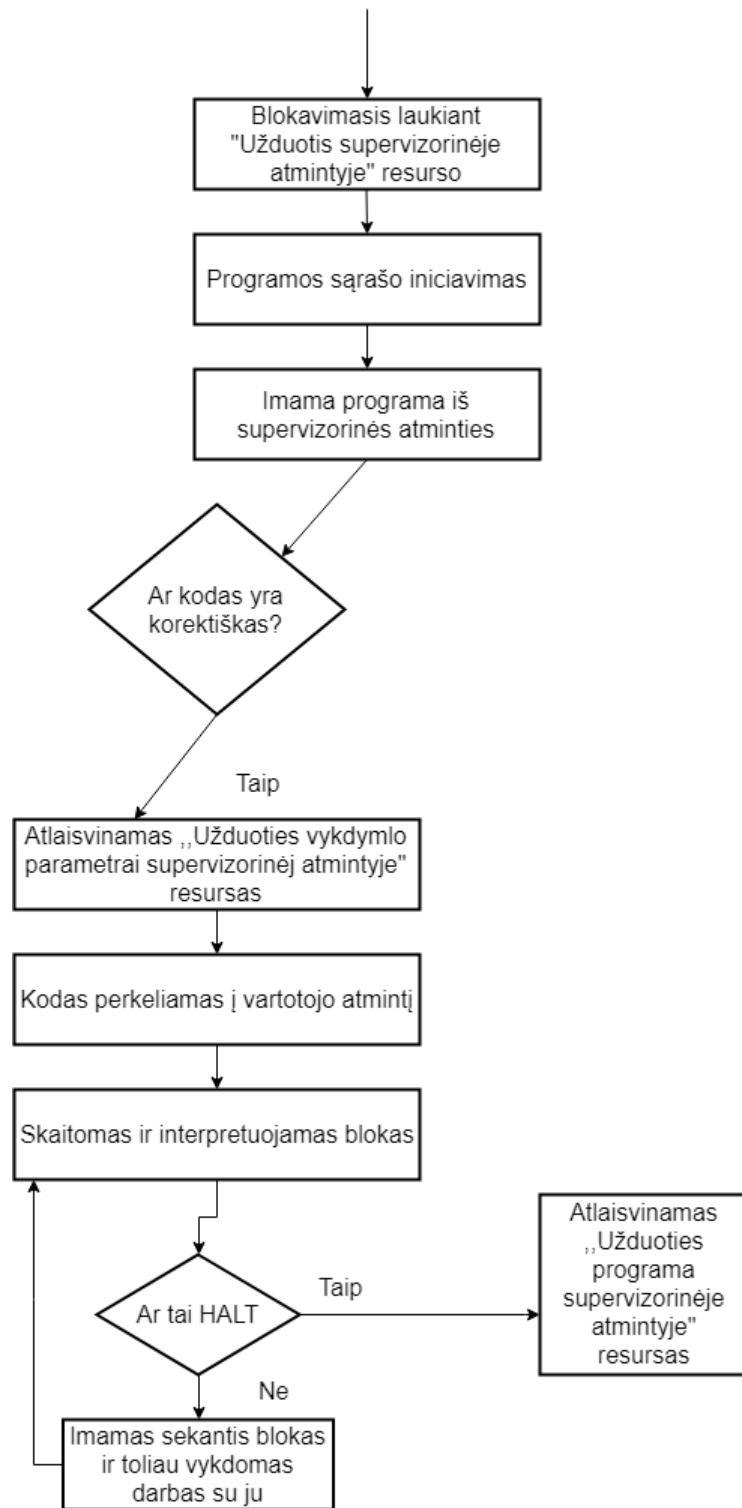 Blokavimasis laukiant
"Užduotis supervizorinėje
atmintyje" resurso
Programos sąrašo iniciavimas
Imama programa iš
supervizorinės atminties
Ar kodas yra
korektiškas?
Taip
Atlaisvinamas ,,Užduoties vykdymlo
parametrai supervizorinėj atmintyje"
resursas
Kodas perkeliamas į vartotojo atmintį
Skaitomas ir interpretuojamas blokas
Ar tai HALT
Taip
Atlaisvinamas
,,Užduoties
programa
supervizorinėje
atmintyje"
resursas
Ne
Imamas sekantis blokas
ir toliau vykdomas
darbas su ju